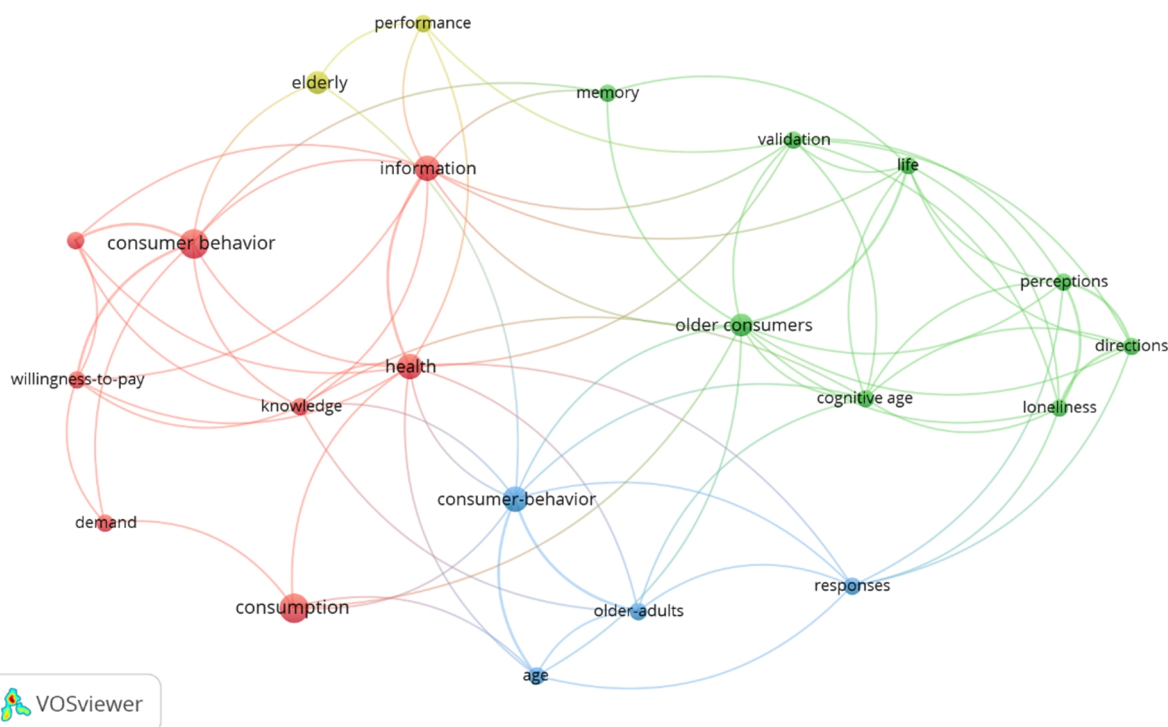 performance
elderly
memory
validation
life
information
consumer behavior
perceptions
older consumers
directions
health
willingness-to-pay
knowledge
cognitive age
loneliness
consumer-behavior
demand
responses
consumption
older-adults
age
VOSviewer